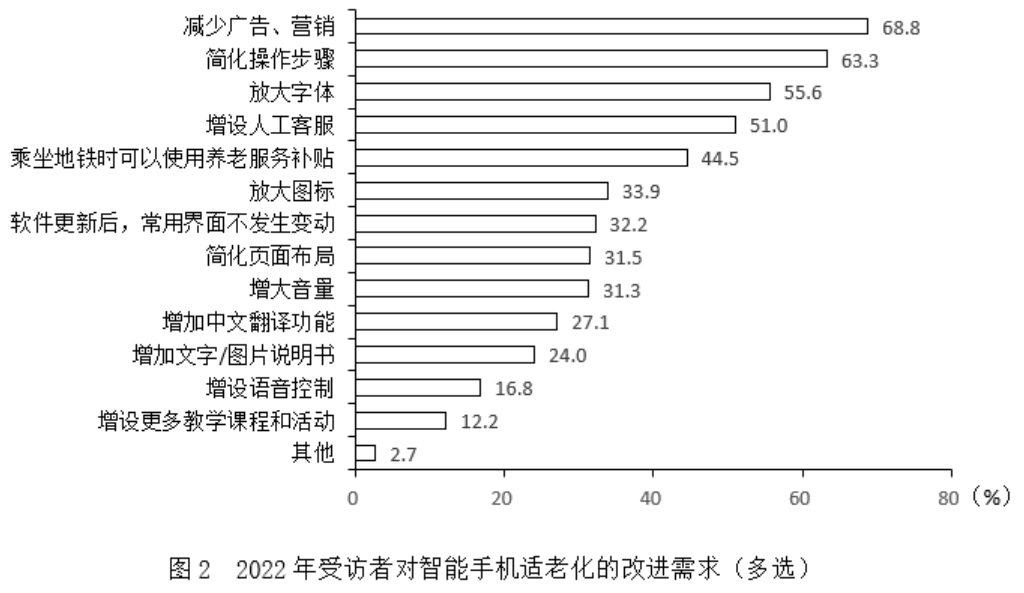 减少广告、营销 68.8
简化操作步骤 63.3
放大字体 55.6
增设人工客服 51.0
乘坐地铁时可以使用养老服务补贴 44.5
放大图标 33.9
软件更新后，常用界面不发生变动 32.2
简化页面布局 31.5
增大音量 31.3
增加中文翻译功能 27.1
增加文字/图片说明书 24.0
增设语音控制 16.8
增设更多教学课程和活动 12.2
其他 2.7
0 20 40 60 80（%）
图 2 2022 年受访者对智能手机适老化的改进需求（多选）